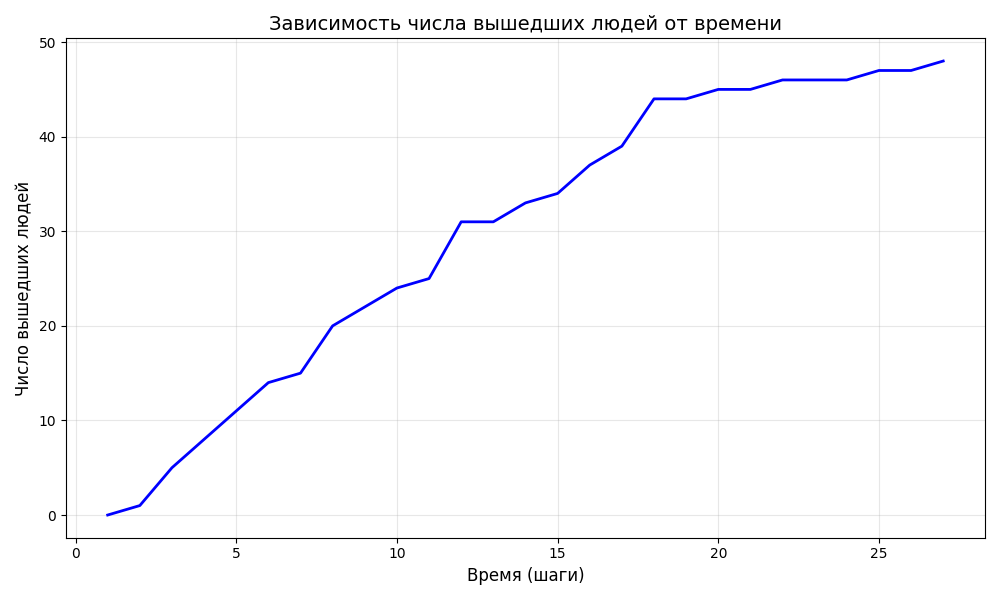 Зависимость числа вышедших людей от времени
Число вышедших людей
50
40
30
20
10
0
0 5 10 15 20 25
Время (шаги)